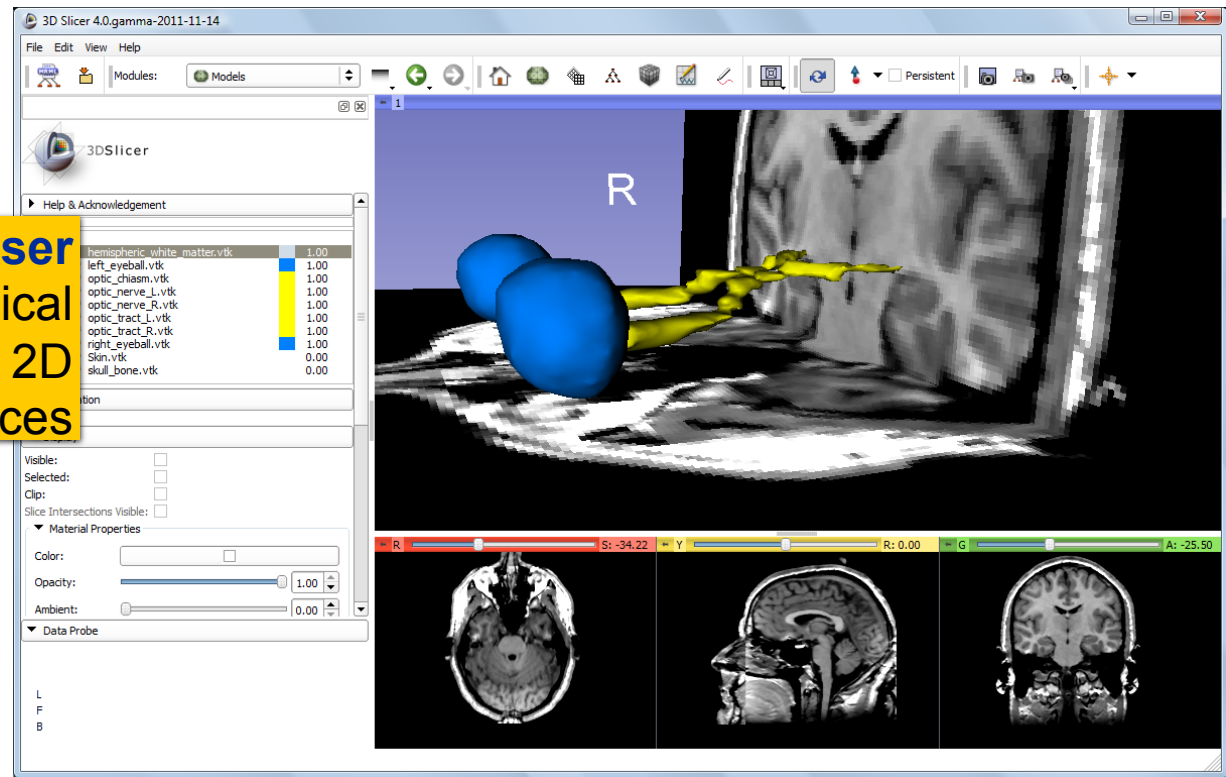 3D Slicer 4.0.gamma-2011-11-14
File Edit View Help
Modules: Models Persistent
1
3DSlicer
Help & Acknowledgement
hemispheric_white_matter.vtk 1.00
left_eyeball.vtk 1.00
optic_chiasm.vtk 1.00
optic_nerve_L.vtk 1.00
optic_nerve_R.vtk 1.00
optic_tract_L.vtk 1.00
optic_tract_R.vtk 1.00
right_eyeball.vtk 1.00
Skin.vtk 0.00
skull_bone.vtk 0.00
ser
ical
2D
ces
Visible:
Selected:
Clip:
Slice Intersections Visible:
Material Properties
Color:
Opacity: 1.00
Ambient: 0.00
Data Probe
L
F
B
R
R S: -34.22
Y R: 0.00
G A: -25.50